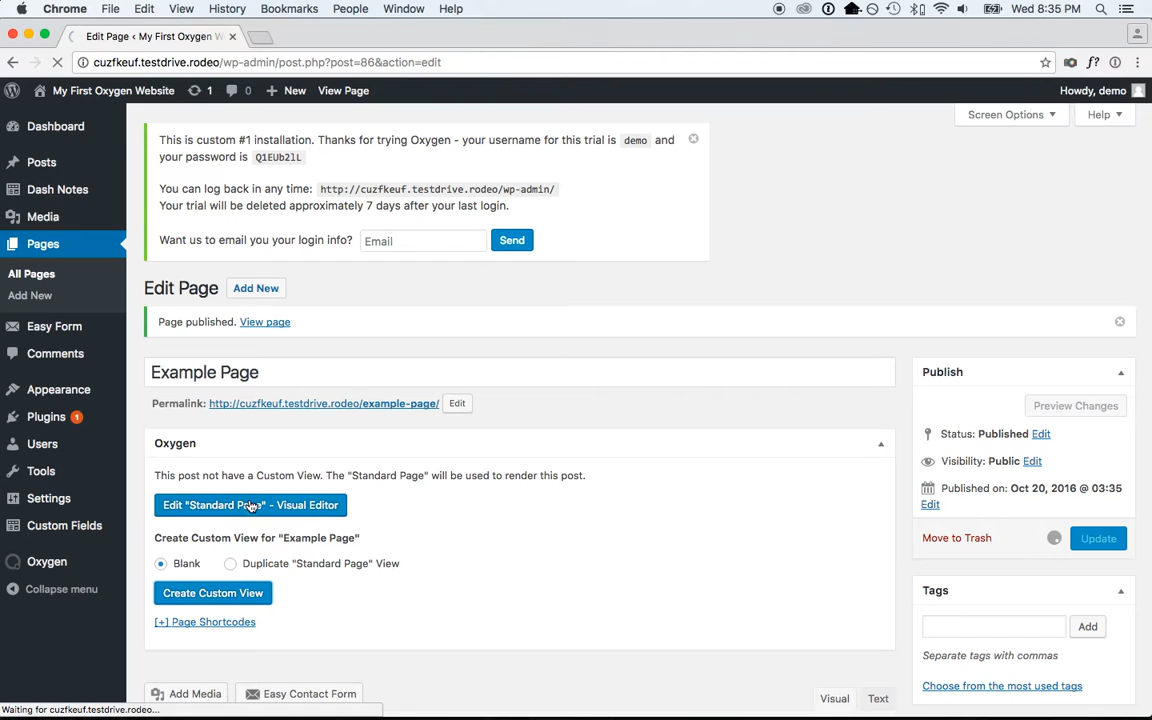 Chrome File Edit View History Bookmarks People Window Help Wed 8:35 PM
Edit Page ‹ My First Oxygen W
cuzfkeuf.testdrive.rodeo/wp-admin/post.php?post=86&action=edit
My First Oxygen Website 1 0 New View Page Howdy, demo
Screen Options Help
Dashboard
Posts
Dash Notes
Media
Pages
All Pages
Add New
Easy Form
Comments
Appearance
Plugins 1
Users
Tools
Settings
Custom Fields
Oxygen
Collapse menu
This is custom #1 installation. Thanks for trying Oxygen - your username for this trial is demo and
your password is Q1EUb2lL
You can log back in any time: http://cuzfkeuf.testdrive.rodeo/wp-admin/
Your trial will be deleted approximately 7 days after your last login.
Want us to email you your login info? Email Send
Edit Page Add New
Page published. View page
Example Page
Permalink: http://cuzfkeuf.testdrive.rodeo/example-page/ Edit
Oxygen
This post not have a Custom View. The "Standard Page" will be used to render this post.
Edit "Standard Page" - Visual Editor
Create Custom View for "Example Page"
Blank Duplicate "Standard Page" View
Create Custom View
[+] Page Shortcodes
Add Media Easy Contact Form Visual Text
Publish
Preview Changes
Status: Published Edit
Visibility: Public Edit
Published on: Oct 20, 2016 @ 03:35
Edit
Move to Trash Update
Tags
Add
Separate tags with commas
Choose from the most used tags
Waiting for cuzfkeuf.testdrive.rodeo...